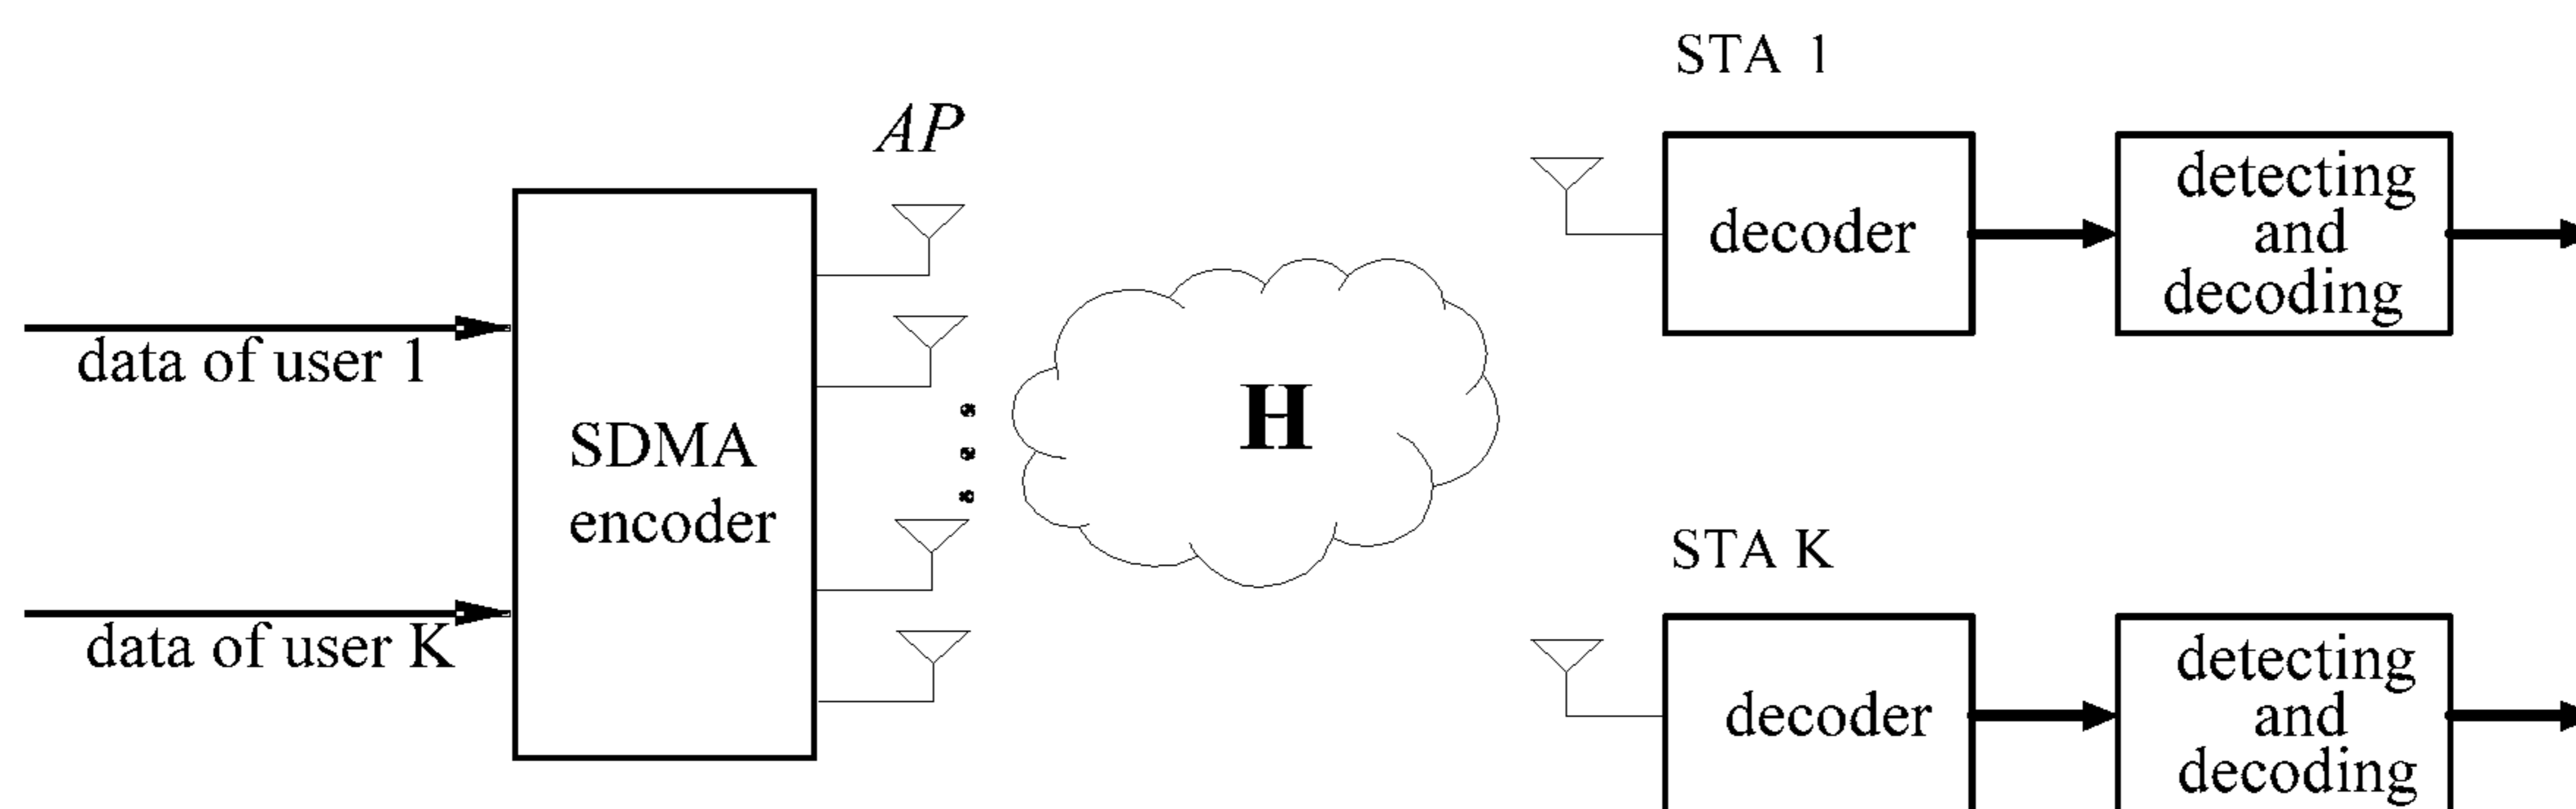 STA 1
AP
decoder
detecting
and
decoding
data of user 1
H
SDMA
encoder
STA K
data of user K
decoder
detecting
and
decoding